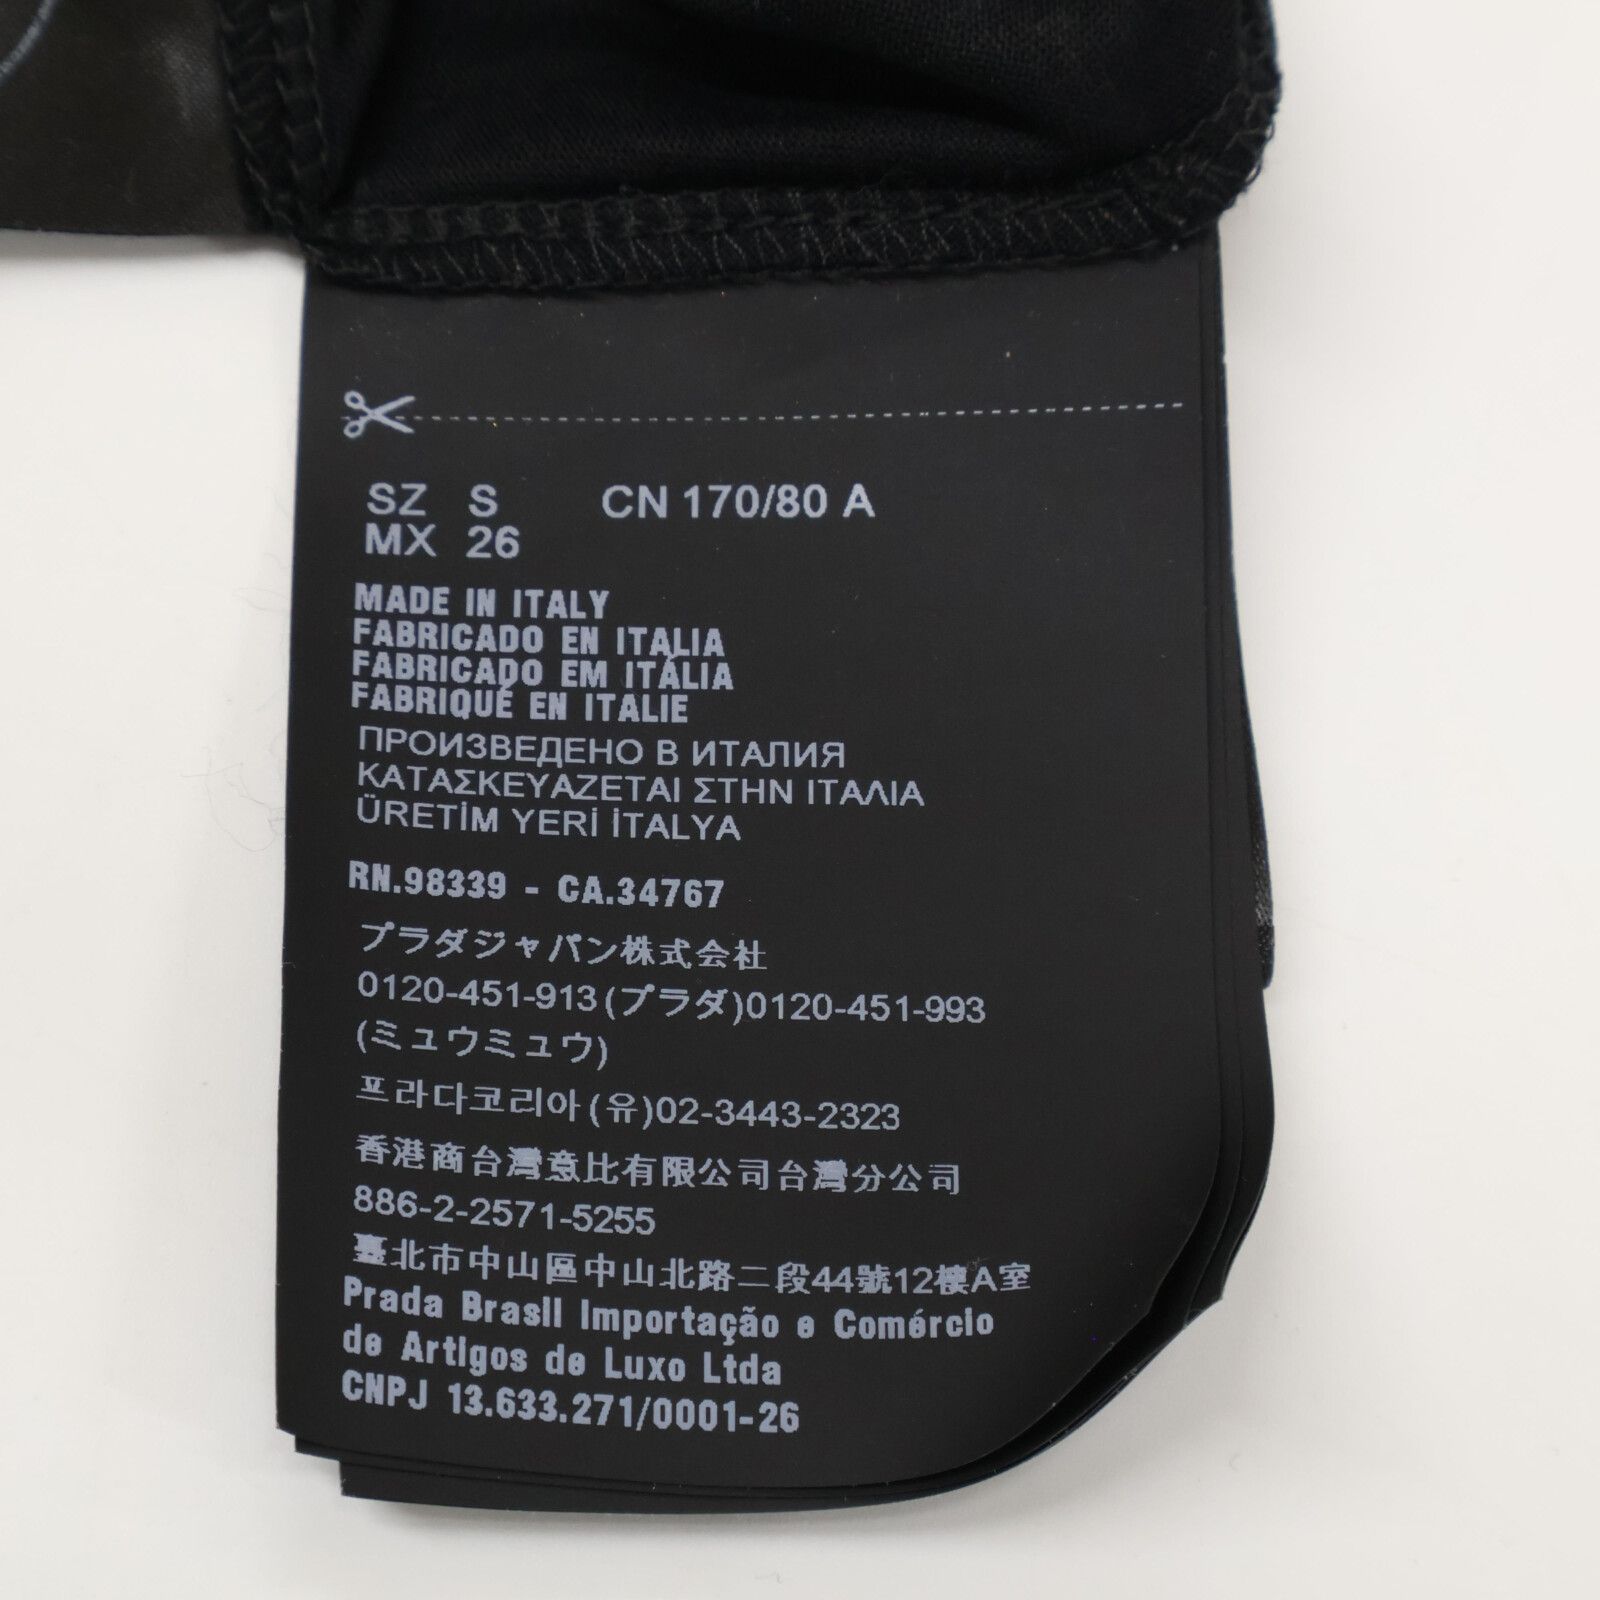 SZ S CN 170/80 A
MX 26
MADE IN ITALY
FABRICADO EN ITALIA
FABRICADO EM ITÁLIA
FABRIQUÉ EN ITALIE
ПРОИЗВЕДЕНО В ИТАЛИЯ
ΚΑΤΑΣΚΕΥΑΖΕΤΑΙ ΣΤΗΝ ΙΤΑΛΙΑ
ÜRETİM YERİ İTALYA
RN.98339 - CA.34767
プラダジャパン株式会社
0120-451-913(プラダ)0120-451-993
(ミュウミュウ)
프라다코리아(유)02-3443-2323
香港商台灣意比有限公司台灣分公司
886-2-2571-5255
臺北市中山區中山北路二段44號12樓A室
Prada Brasil Importação e Comércio
de Artigos de Luxo Ltda
CNPJ 13.633.271/0001-26